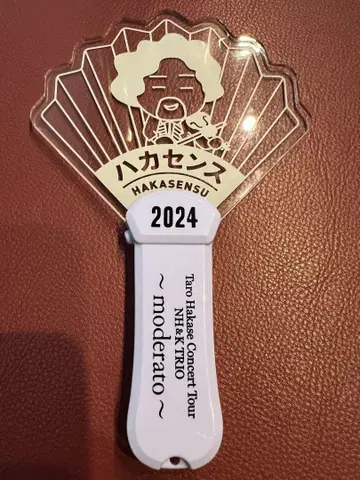 ハカセンス
HAKASENSU
2024
Taro Hakase Concert Tour
NH&K TRIO
～moderato～